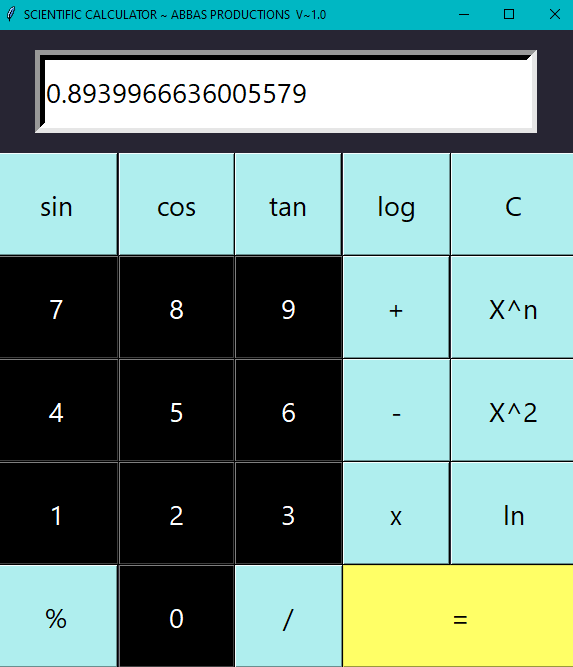 SCIENTIFIC CALCULATOR ~ ABBAS PRODUCTIONS V~1.0
0.8939966636005579
sin cos tan log C
7 8 9 + X^n
4 5 6 - X^2
1 2 3 x ln
% 0 / =